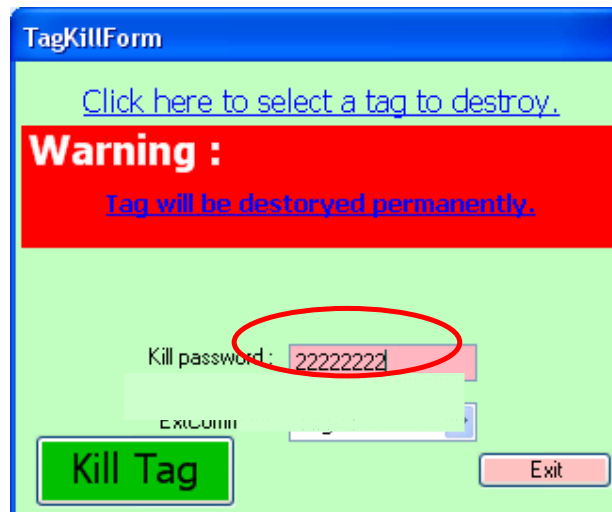 TagKillForm
Click here to select a tag to destroy.
Warning :
Tag will be destoryed permanently.
Kill password : 22222222
ExtComm
Kill Tag
Exit